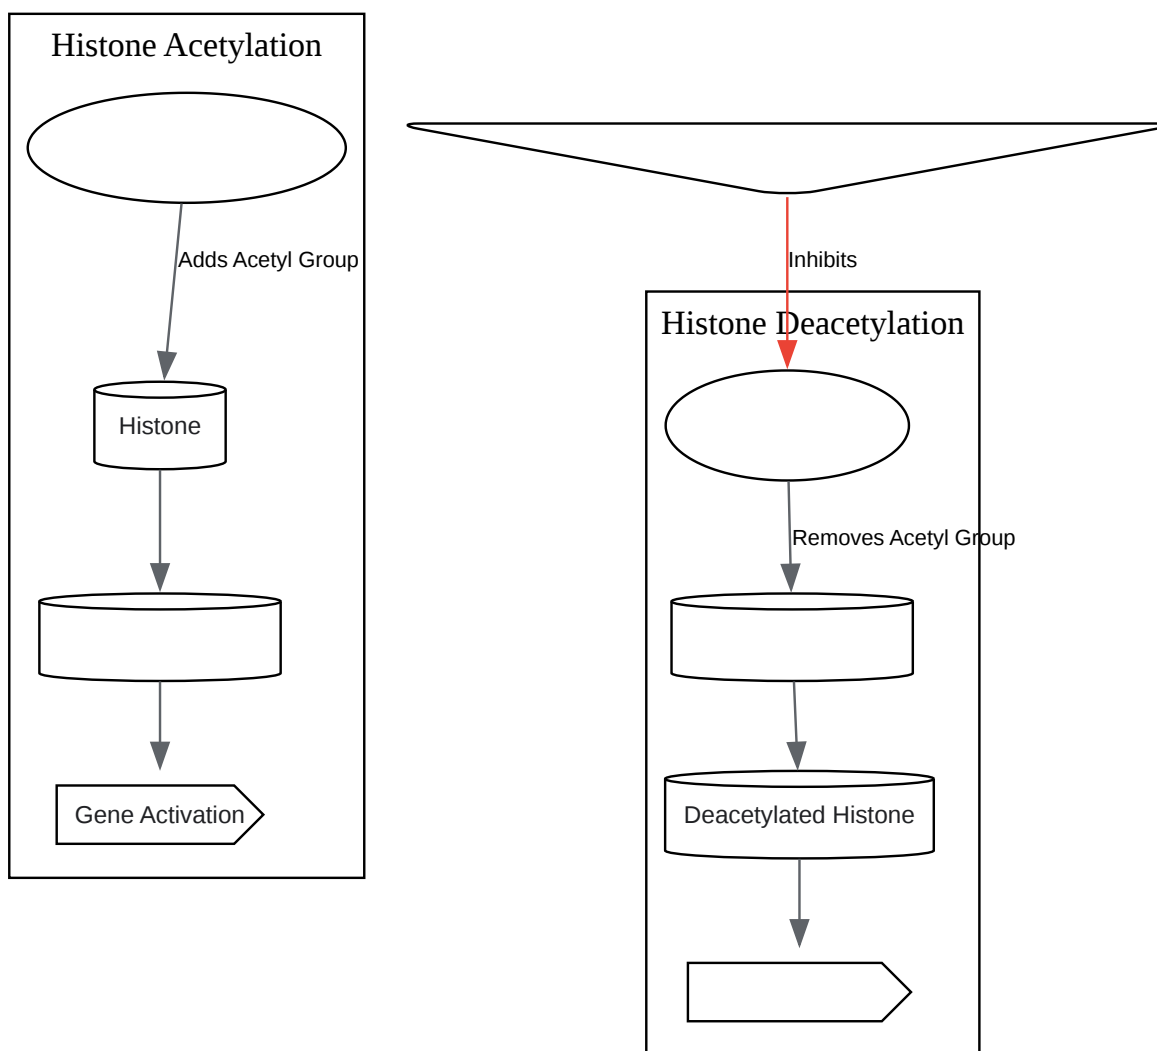 Histone Acetylation
Adds Acetyl Group
Histone
Gene Activation
Inhibits
Histone Deacetylation
Removes Acetyl Group
Deacetylated Histone